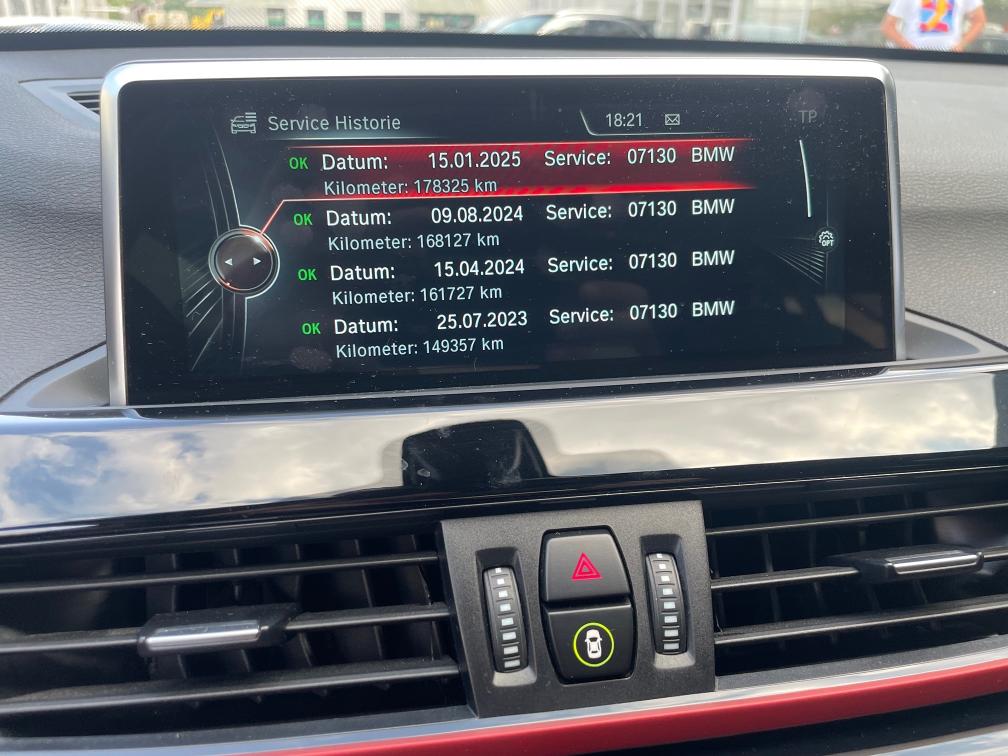 Service Historie
18:21
TP
OK Datum: 15.01.2025 Service: 07130 BMW
Kilometer: 178325 km
OK Datum: 09.08.2024 Service: 07130 BMW
Kilometer: 168127 km
OPT
OK Datum: 15.04.2024 Service: 07130 BMW
Kilometer: 161727 km
OK Datum: 25.07.2023 Service: 07130 BMW
Kilometer: 149357 km